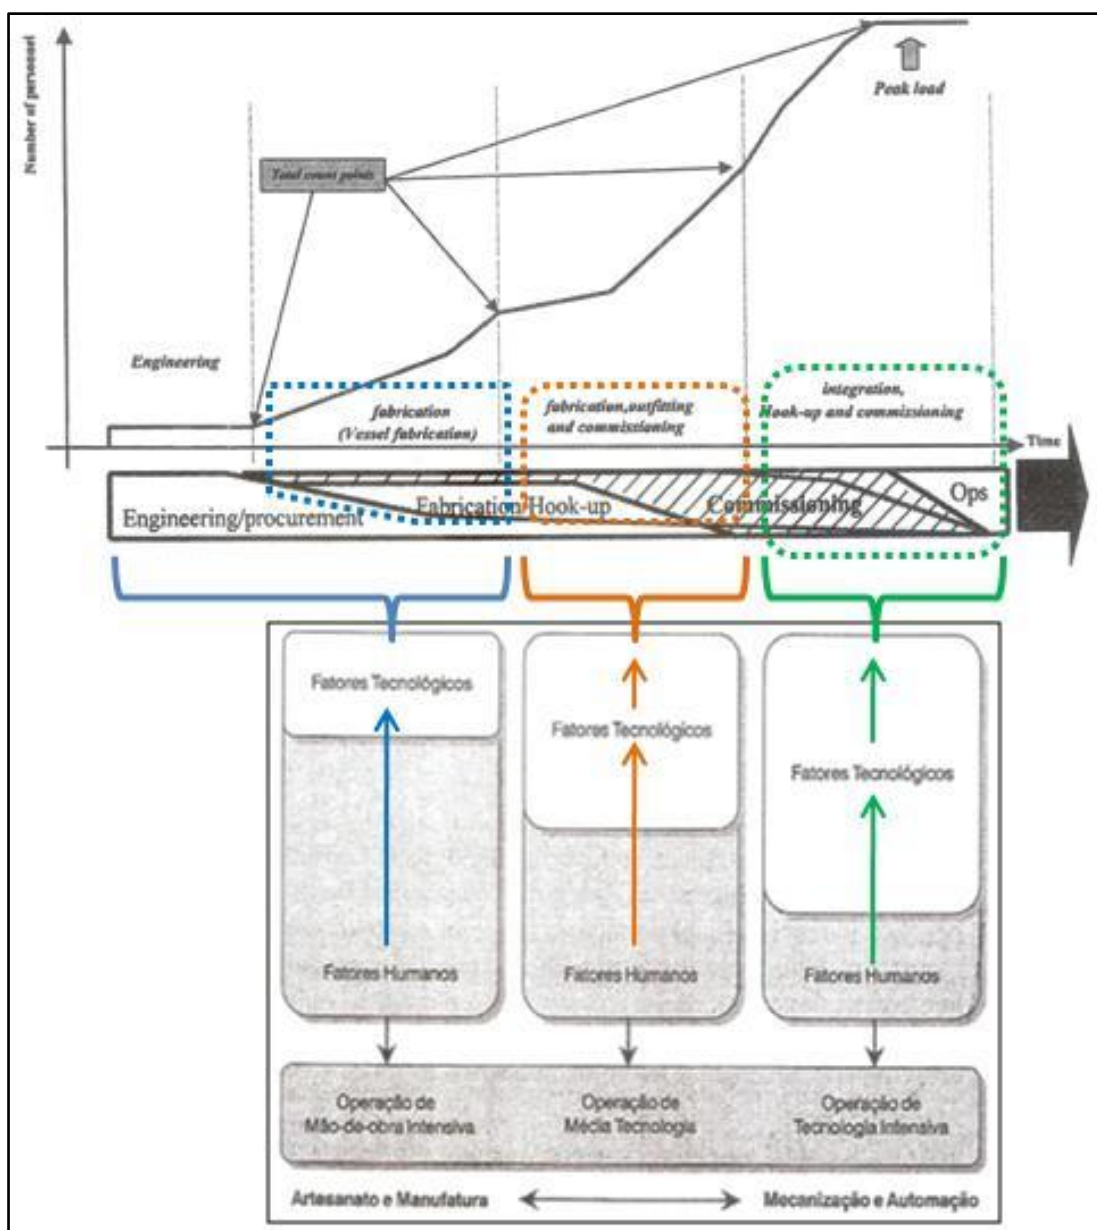 Number of personnel
Peak load
Total count points
Engineering
fabrication
(Vessel fabrication)
fabrication,outfitting
and commissioning
integration,
Hook-up and commissioning
Time
Engineering/procurement
Fabrication/Hook-up
Commissioning
Ops
Fatores Tecnológicos
Fatores Tecnológicos
Fatores Tecnológicos
Fatores Humanos
Fatores Humanos
Fatores Humanos
Operação de
Mão-de-obra Intensiva
Operação de
Média Tecnologia
Operação de
Tecnologia Intensiva
Artesanato e Manufatura
Mecanização e Automação